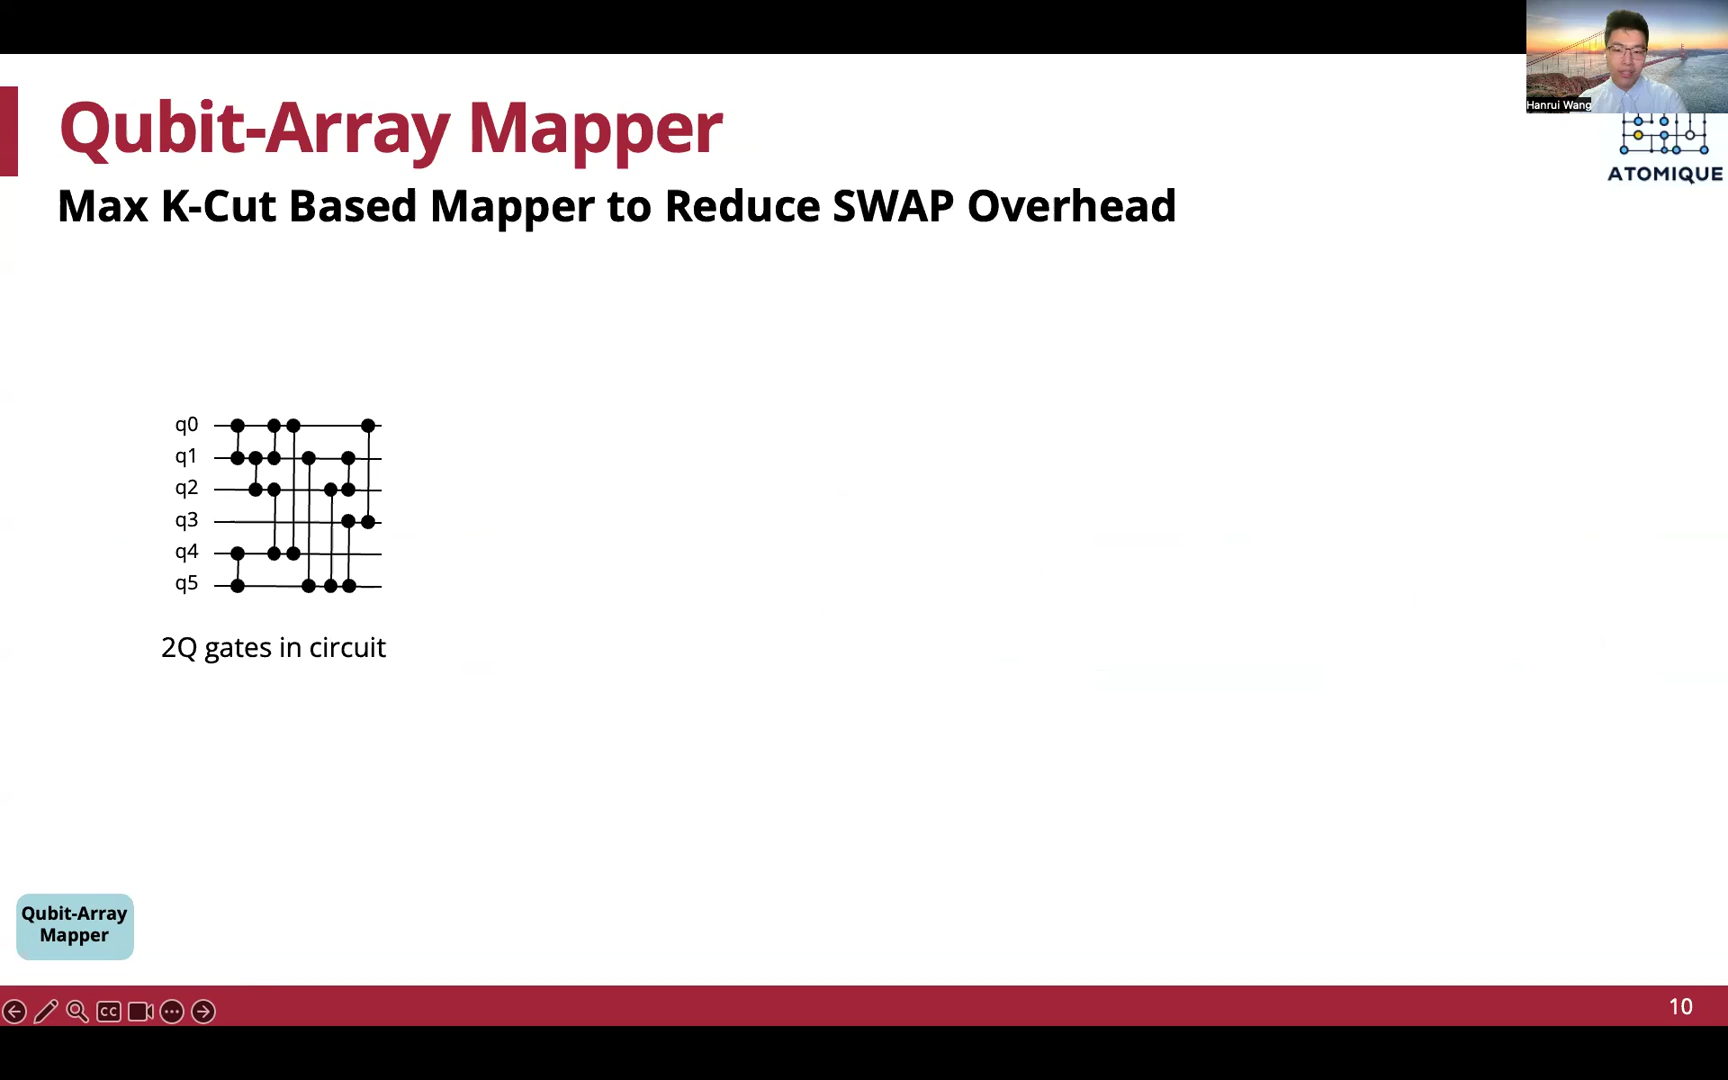 Hanrui Wang
Qubit-Array Mapper
ATOMIQUE
Max K-Cut Based Mapper to Reduce SWAP Overhead
q0
q1
q2
q3
q4
q5
2Q gates in circuit
Qubit-Array
Mapper
CC
10